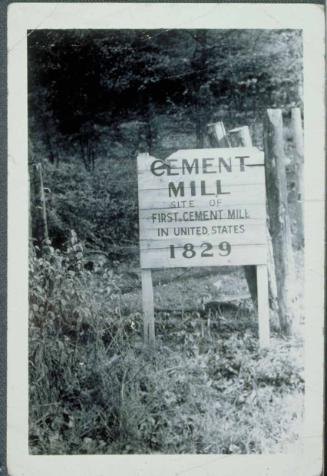 CEMENT
MILL
SITE OF
FIRST CEMENT MILL
IN UNITED STATES
1829